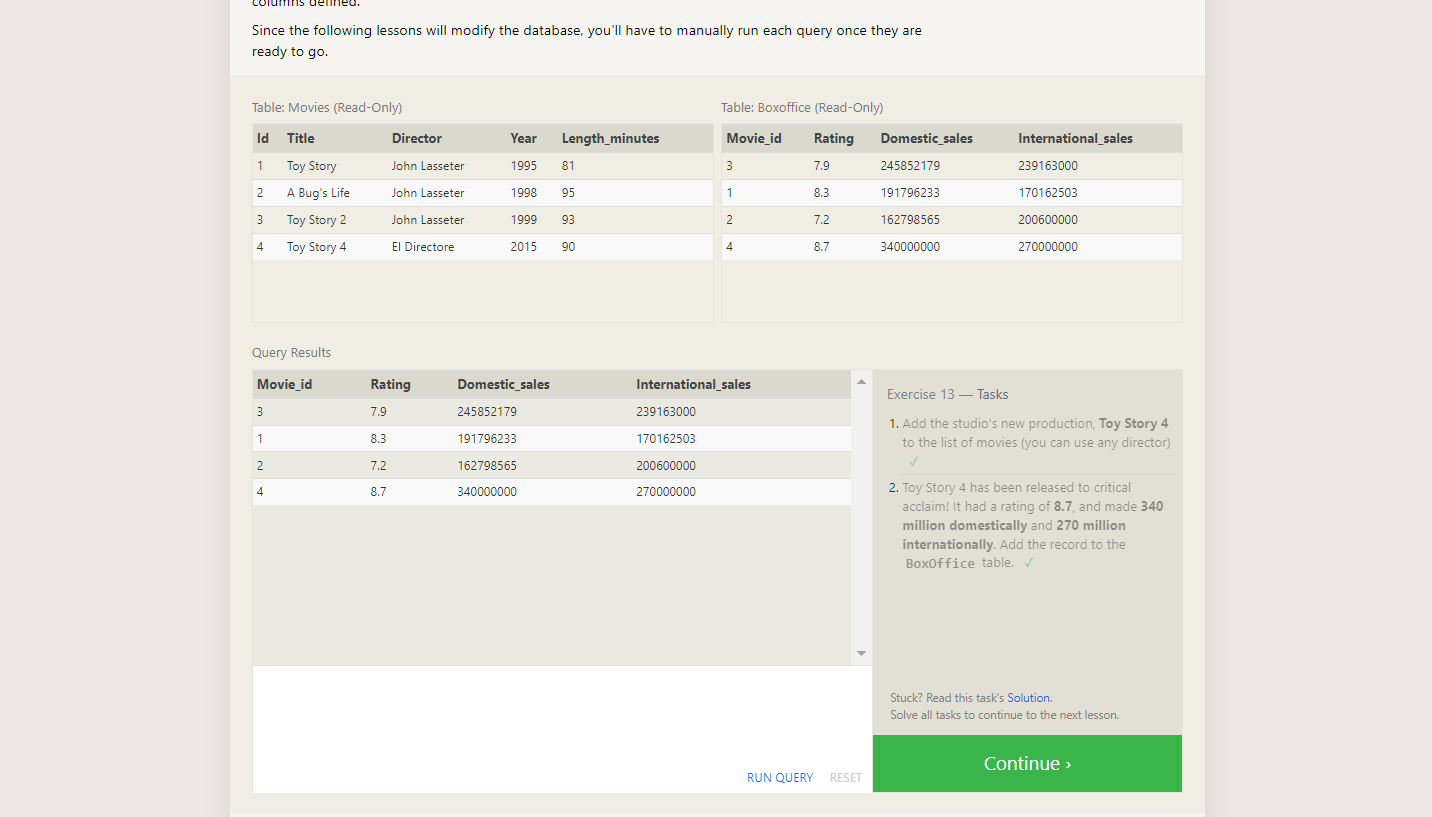 columns defined.
Since the following lessons will modify the database, you'll have to manually run each query once they are
ready to go.
Table: Movies (Read-Only)
Id Title Director Year Length_minutes
1 Toy Story John Lasseter 1995 81
2 A Bug's Life John Lasseter 1998 95
3 Toy Story 2 John Lasseter 1999 93
4 Toy Story 4 El Directore 2015 90
Table: Boxoffice (Read-Only)
Movie_id Rating Domestic_sales International_sales
3 7.9 245852179 239163000
1 8.3 191796233 170162503
2 7.2 162798565 200600000
4 8.7 340000000 270000000
Query Results
Movie_id Rating Domestic_sales International_sales
3 7.9 245852179 239163000
1 8.3 191796233 170162503
2 7.2 162798565 200600000
4 8.7 340000000 270000000
RUN QUERY RESET
Exercise 13 — Tasks
1. Add the studio's new production, Toy Story 4
to the list of movies (you can use any director)
✓
2. Toy Story 4 has been released to critical
acclaim! It had a rating of 8.7, and made 340
million domestically and 270 million
internationally. Add the record to the
BoxOffice table. ✓
Stuck? Read this task's Solution.
Solve all tasks to continue to the next lesson.
Continue ›